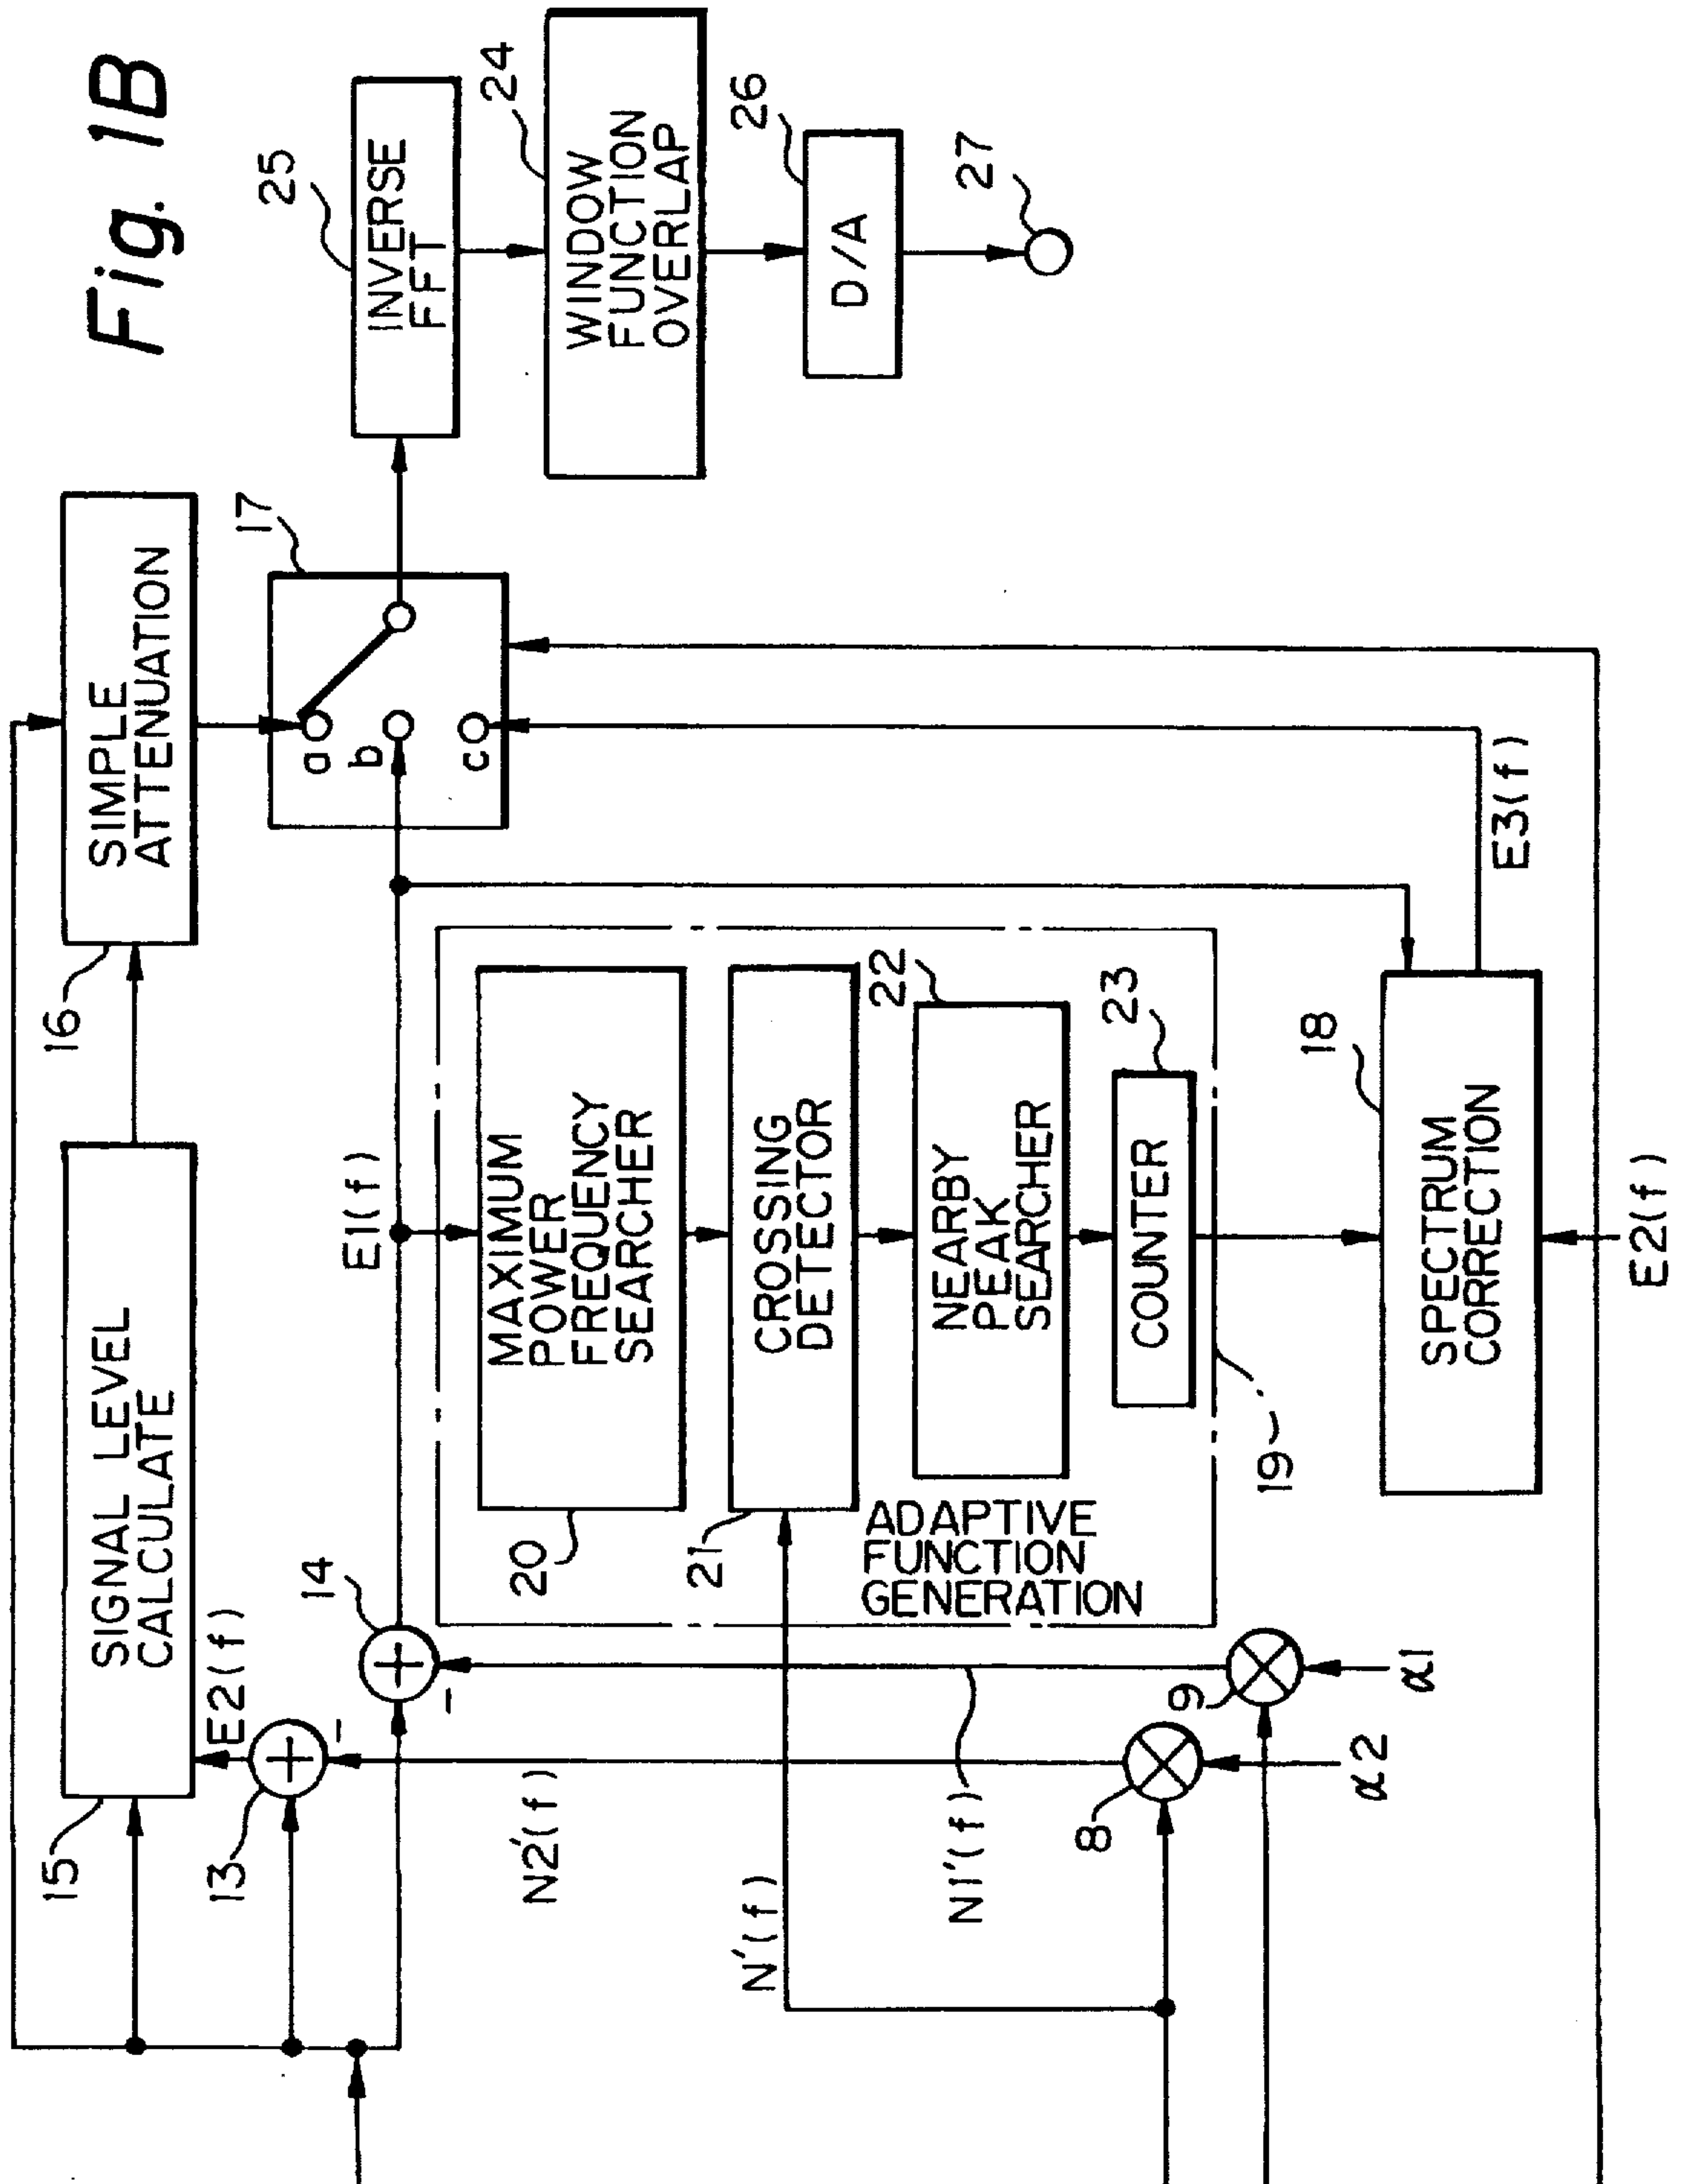 Fig. 1B
25
INVERSE
FFT
24
WINDOW
FUNCTION
OVERLAP
26
D/A
27
SIMPLE
ATTENUATION
16
17
a
b
c
SIGNAL LEVEL
CALCULATE
15
E2(f)
13
-
14
-
E1(f)
MAXIMUM
POWER
FREQUENCY
SEARCHER
20
CROSSING
DETECTOR
21
NEARBY
PEAK
SEARCHER
22
COUNTER
23
ADAPTIVE
FUNCTION
GENERATION
19
SPECTRUM
CORRECTION
18
E3(f)
E2(f)
N2'(f)
N'(f)
N1'(f)
8
9
α1
α2